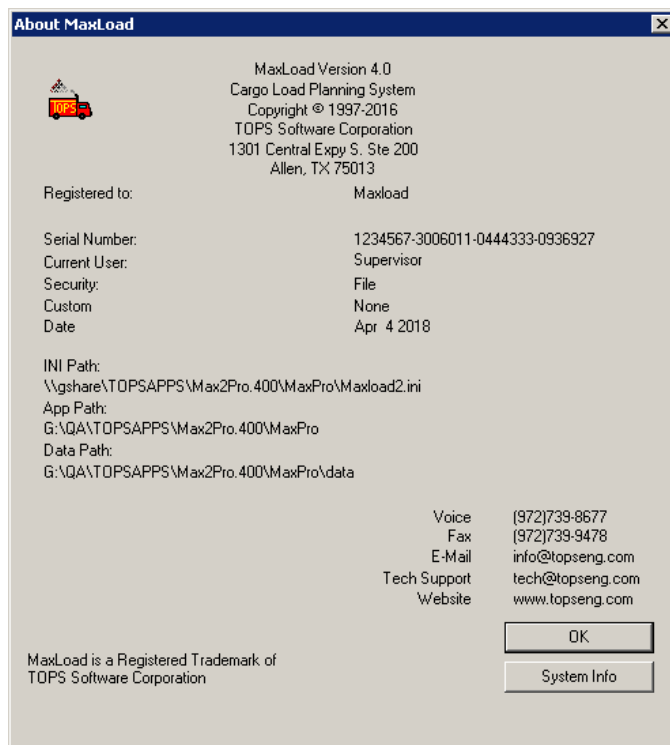 About MaxLoad
TOPS
MaxLoad Version 4.0
Cargo Load Planning System
Copyright © 1997-2016
TOPS Software Corporation
1301 Central Expy S. Ste 200
Allen, TX 75013
Registered to: Maxload
Serial Number: 1234567-3006011-0444333-0936927
Current User: Supervisor
Security: File
Custom None
Date Apr 4 2018
INI Path:
\\gshare\TOPSAPPS\Max2Pro.400\MaxPro\Maxload2.ini
App Path:
G:\QA\TOPSAPPS\Max2Pro.400\MaxPro
Data Path:
G:\QA\TOPSAPPS\Max2Pro.400\MaxPro\data
Voice (972)739-8677
Fax (972)739-9478
E-Mail info@topseng.com
Tech Support tech@topseng.com
Website www.topseng.com
OK
MaxLoad is a Registered Trademark of
TOPS Software Corporation
System Info